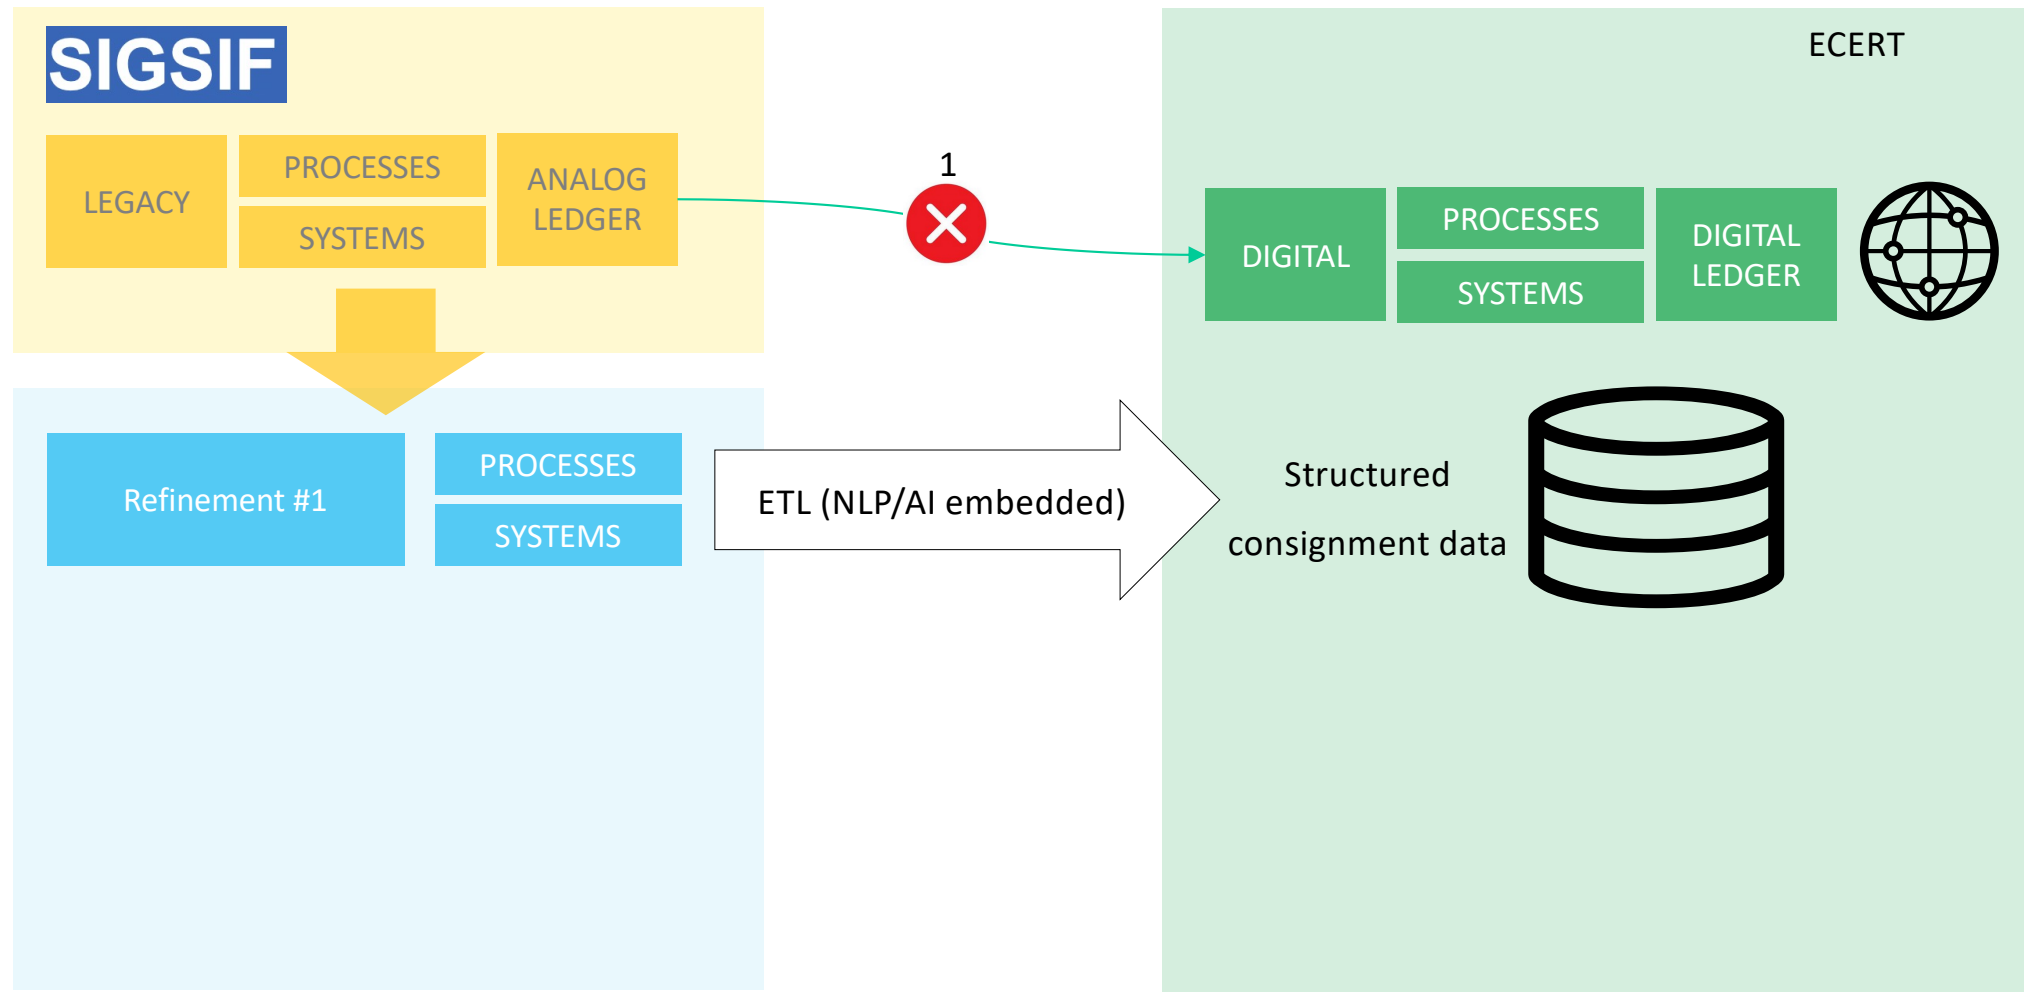 SIGSIF
LEGACY
PROCESSES
SYSTEMS
ANALOG
LEDGER
1
ECERT
DIGITAL
PROCESSES
SYSTEMS
DIGITAL
LEDGER
Refinement #1
PROCESSES
SYSTEMS
ETL (NLP/AI embedded)
Structured
consignment data